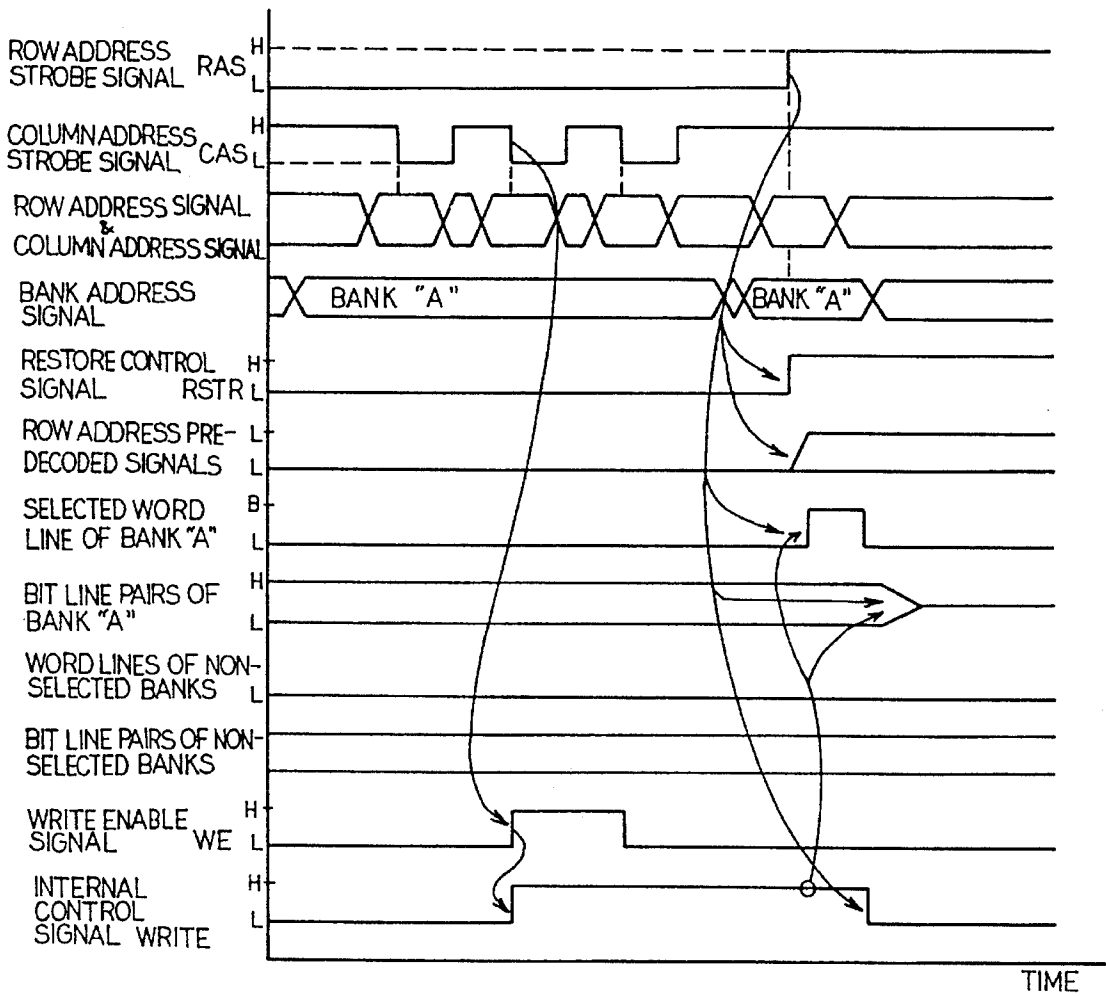 H
ROW ADDRESS
STROBE SIGNAL RAS
L
H
COLUMN ADDRESS
STROBE SIGNAL CAS
L
ROW ADDRESS SIGNAL
&
COLUMN ADDRESS SIGNAL
BANK ADDRESS
SIGNAL
BANK "A"
BANK "A"
RESTORE CONTROL H
SIGNAL RSTR L
ROW ADDRESS PRE- L
DECODED SIGNALS L
B
SELECTED WORD
LINE OF BANK "A" L
H
BIT LINE PAIRS OF
BANK "A" L
WORD LINES OF NON-
SELECTED BANKS L
BIT LINE PAIRS OF NON-
SELECTED BANKS
WRITE ENABLE H
SIGNAL WE L
INTERNAL H
CONTROL L
SIGNAL WRITE
TIME